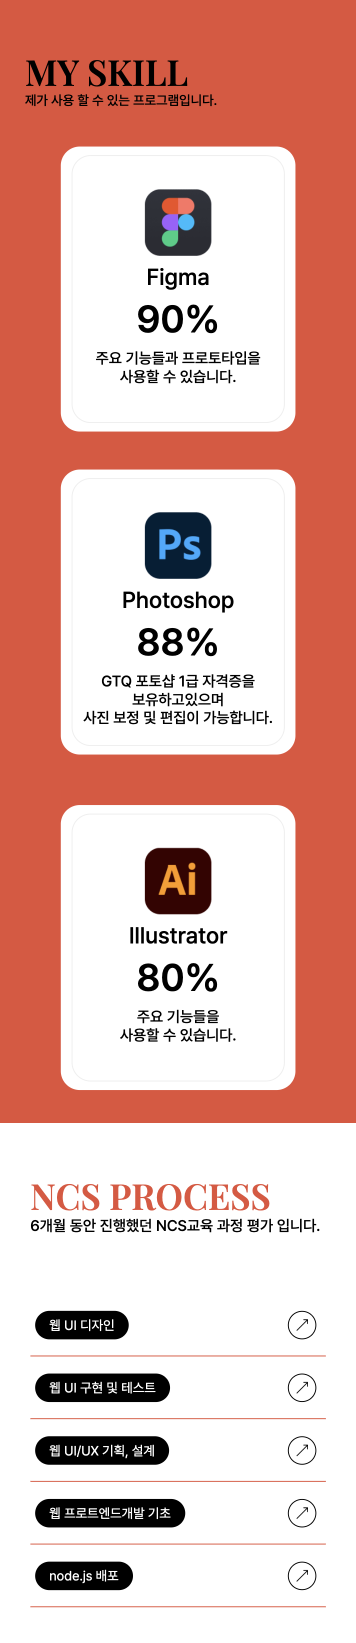 MY SKILL
제가 사용 할 수 있는 프로그램입니다.
Figma
90%
주요 기능들과 프로토타입을
사용할 수 있습니다.
Ps
Photoshop
88%
GTQ 포토샵 1급 자격증을
보유하고있으며
사진 보정 및 편집이 가능합니다.
Ai
Illustrator
80%
주요 기능들을
사용할 수 있습니다.
NCS PROCESS
6개월 동안 진행했던 NCS교육 과정 평가 입니다.
웹 UI 디자인
웹 UI 구현 및 테스트
웹 UI/UX 기획, 설계
웹 프로트엔드개발 기초
node.js 배포